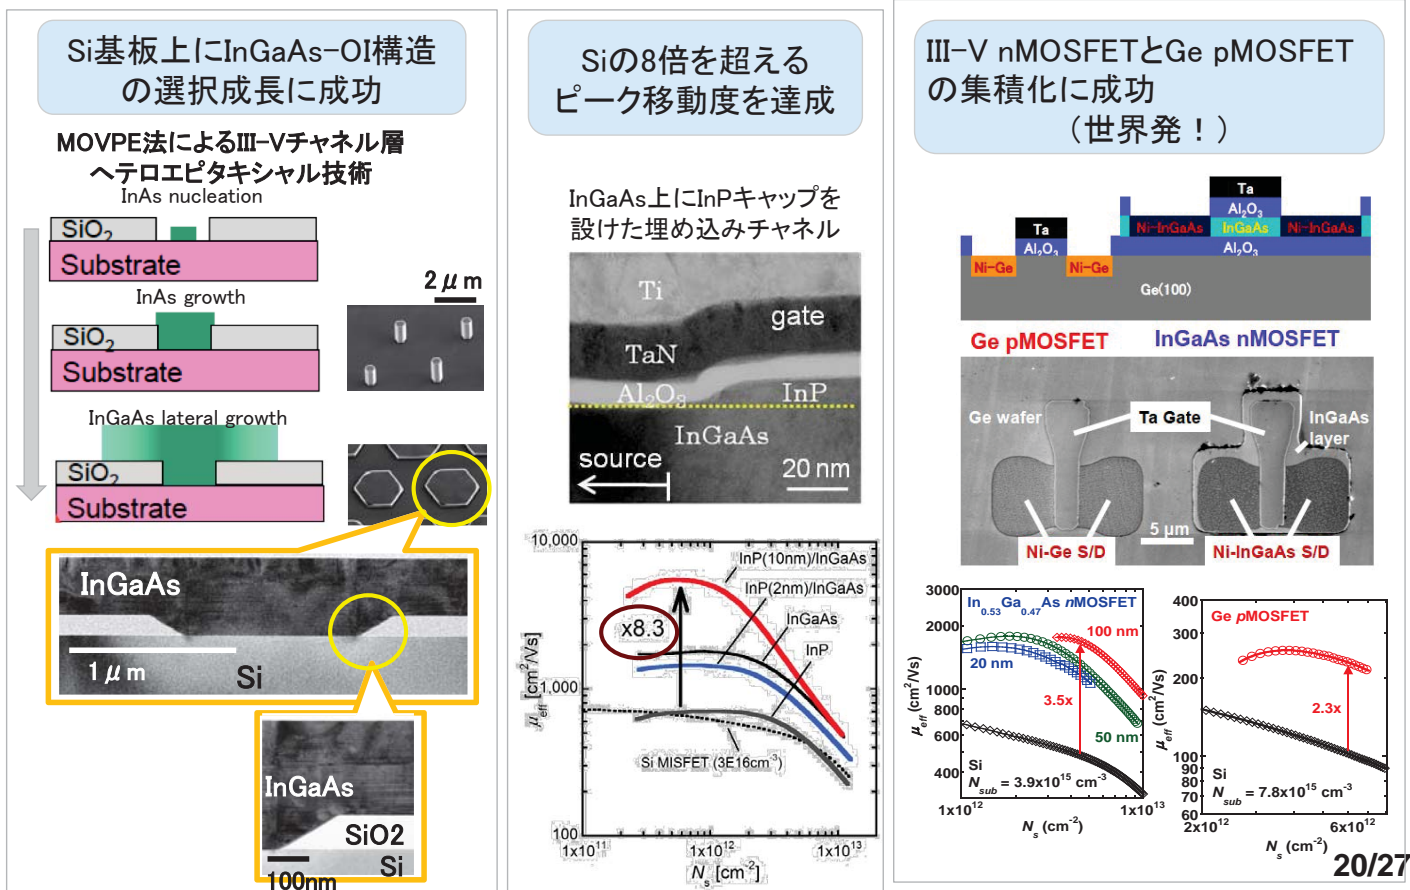 Si基板上にInGaAs-OI構造
の選択成長に成功
MOVPE法によるIII-Vチャネル層
ヘテロエピタキシャル技術
InAs nucleation
SiO2
Substrate
InAs growth
2μm
SiO2
Substrate
InGaAs lateral growth
SiO2
Substrate
InGaAs
1μm
Si
InGaAs
SiO2
Si
100nm
Siの8倍を超える
ピーク移動度を達成
InGaAs上にInPキャップを
設けた埋め込みチャネル
Ti
gate
TaN
Al2O3
InP
InGaAs
source
20 nm
10,000
InP(10nm)/InGaAs
InP(2nm)/InGaAs
InGaAs
x8.3
InP
μeff [cm2/Vs]
1,000
Si MISFET (3E16cm-3)
100
1x10^11
1x10^12
1x10^13
Ns [cm-2]
III-V nMOSFETとGe pMOSFET
の集積化に成功
(世界発！)
Ta
Al2O3
Ta
Ni-InGaAs
InGaAs
Ni-InGaAs
Al2O3
Al2O3
Ni-Ge
Ni-Ge
Ge(100)
Ge pMOSFET
InGaAs nMOSFET
Ge wafer
Ta Gate
InGaAs
layer
5 μm
Ni-Ge S/D
Ni-InGaAs S/D
3000
In0.53Ga0.47As nMOSFET
2000
100 nm
20 nm
1000
3.5x
800
50 nm
600
μeff (cm2/Vs)
400
Si
Nsub = 3.9x10^15 cm-3
1x10^12
1x10^13
Ns (cm-2)
400
Ge pMOSFET
300
200
2.3x
μeff (cm2/Vs)
100
90
80
70
60
Si
Nsub = 7.8x10^15 cm-3
2x10^12
6x10^12
Ns (cm-2)
20/27